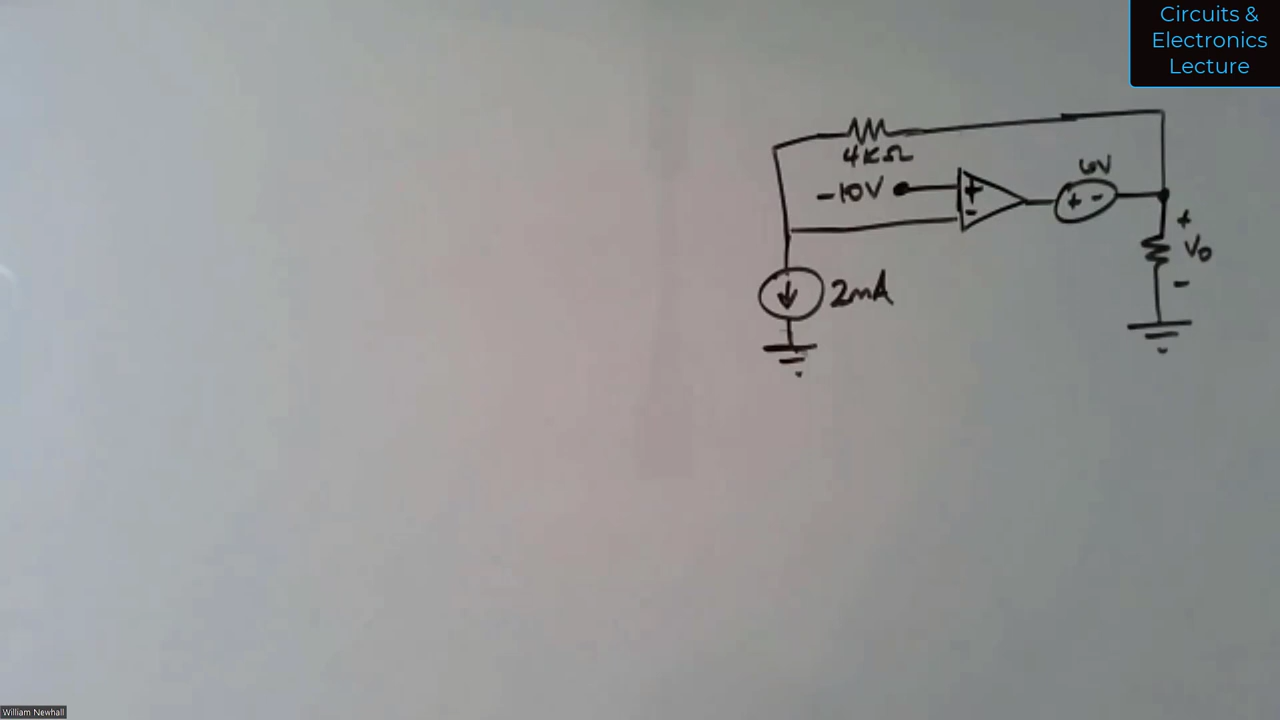 Circuits &
Electronics
Lecture
4KΩ
6V
-10V
+
-
+ -
+
Vo
-
2mA
William Newhall